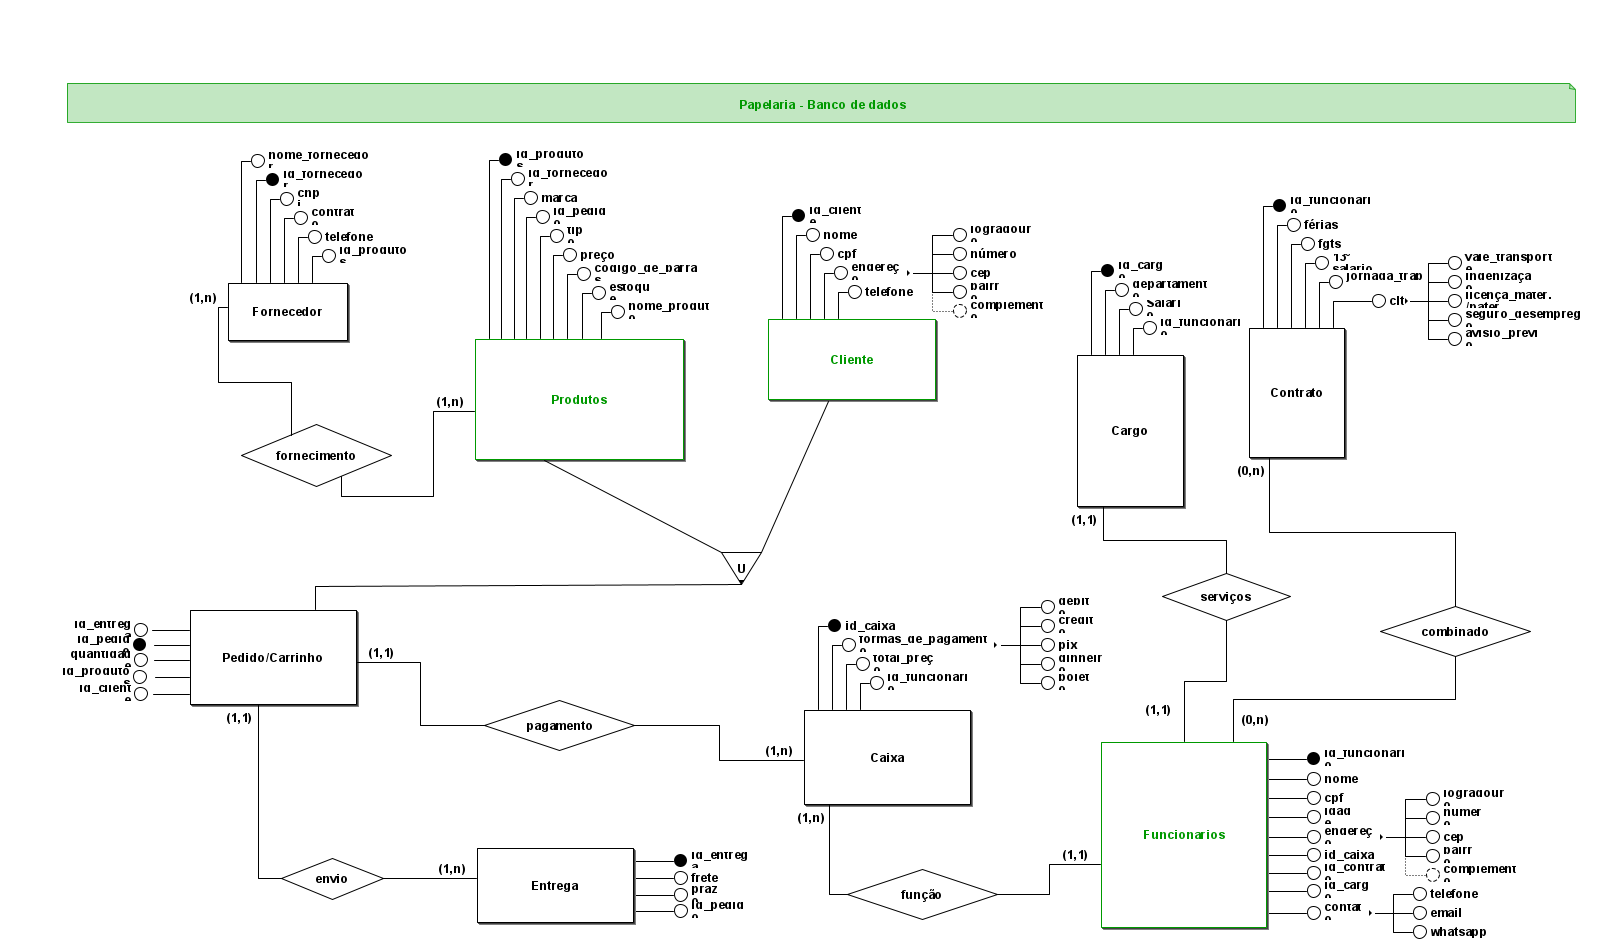 Papelaria - Banco de dados
nome_fornecedor
id_fornecedor
cnpj
contrato
telefone
id_produtos
(1,n)
Fornecedor
fornecimento
(1,n)
id_produtos
id_fornecedor
marca
id_pedido
tipo
preço
codigo_de_barras
estoque
nome_produto
Produtos
id_cliente
nome
cpf
endereço
telefone
logradouro
número
cep
bairro
complemento
Cliente
id_cargo
departamento
Salario
id_funcionario
Cargo
(1,1)
id_funcionario
férias
fgts
13º salario
jornada_trab
clt
vale_transporte
indenização
licença_mater./pater.
seguro_desemprego
avisio_previo
Contrato
(0,n)
U
serviços
combinado
(1,1)
(0,n)
id_entrega
id_pedido
quantidade
id_produtos
id_cliente
Pedido/Carrinho
(1,1)
(1,1)
pagamento
(1,n)
id_caixa
formas_de_pagamento
total_preço
id_funcionario
debito
credito
pix
dinheiro
boleto
Caixa
(1,n)
envio
(1,n)
Entrega
id_entrega
frete
prazo
id_pedido
função
(1,1)
Funcionarios
id_funcionario
nome
cpf
idade
endereço
id_caixa
id_contrato
id_cargo
contato
logradouro
numero
cep
bairro
complemento
telefone
email
whatsapp